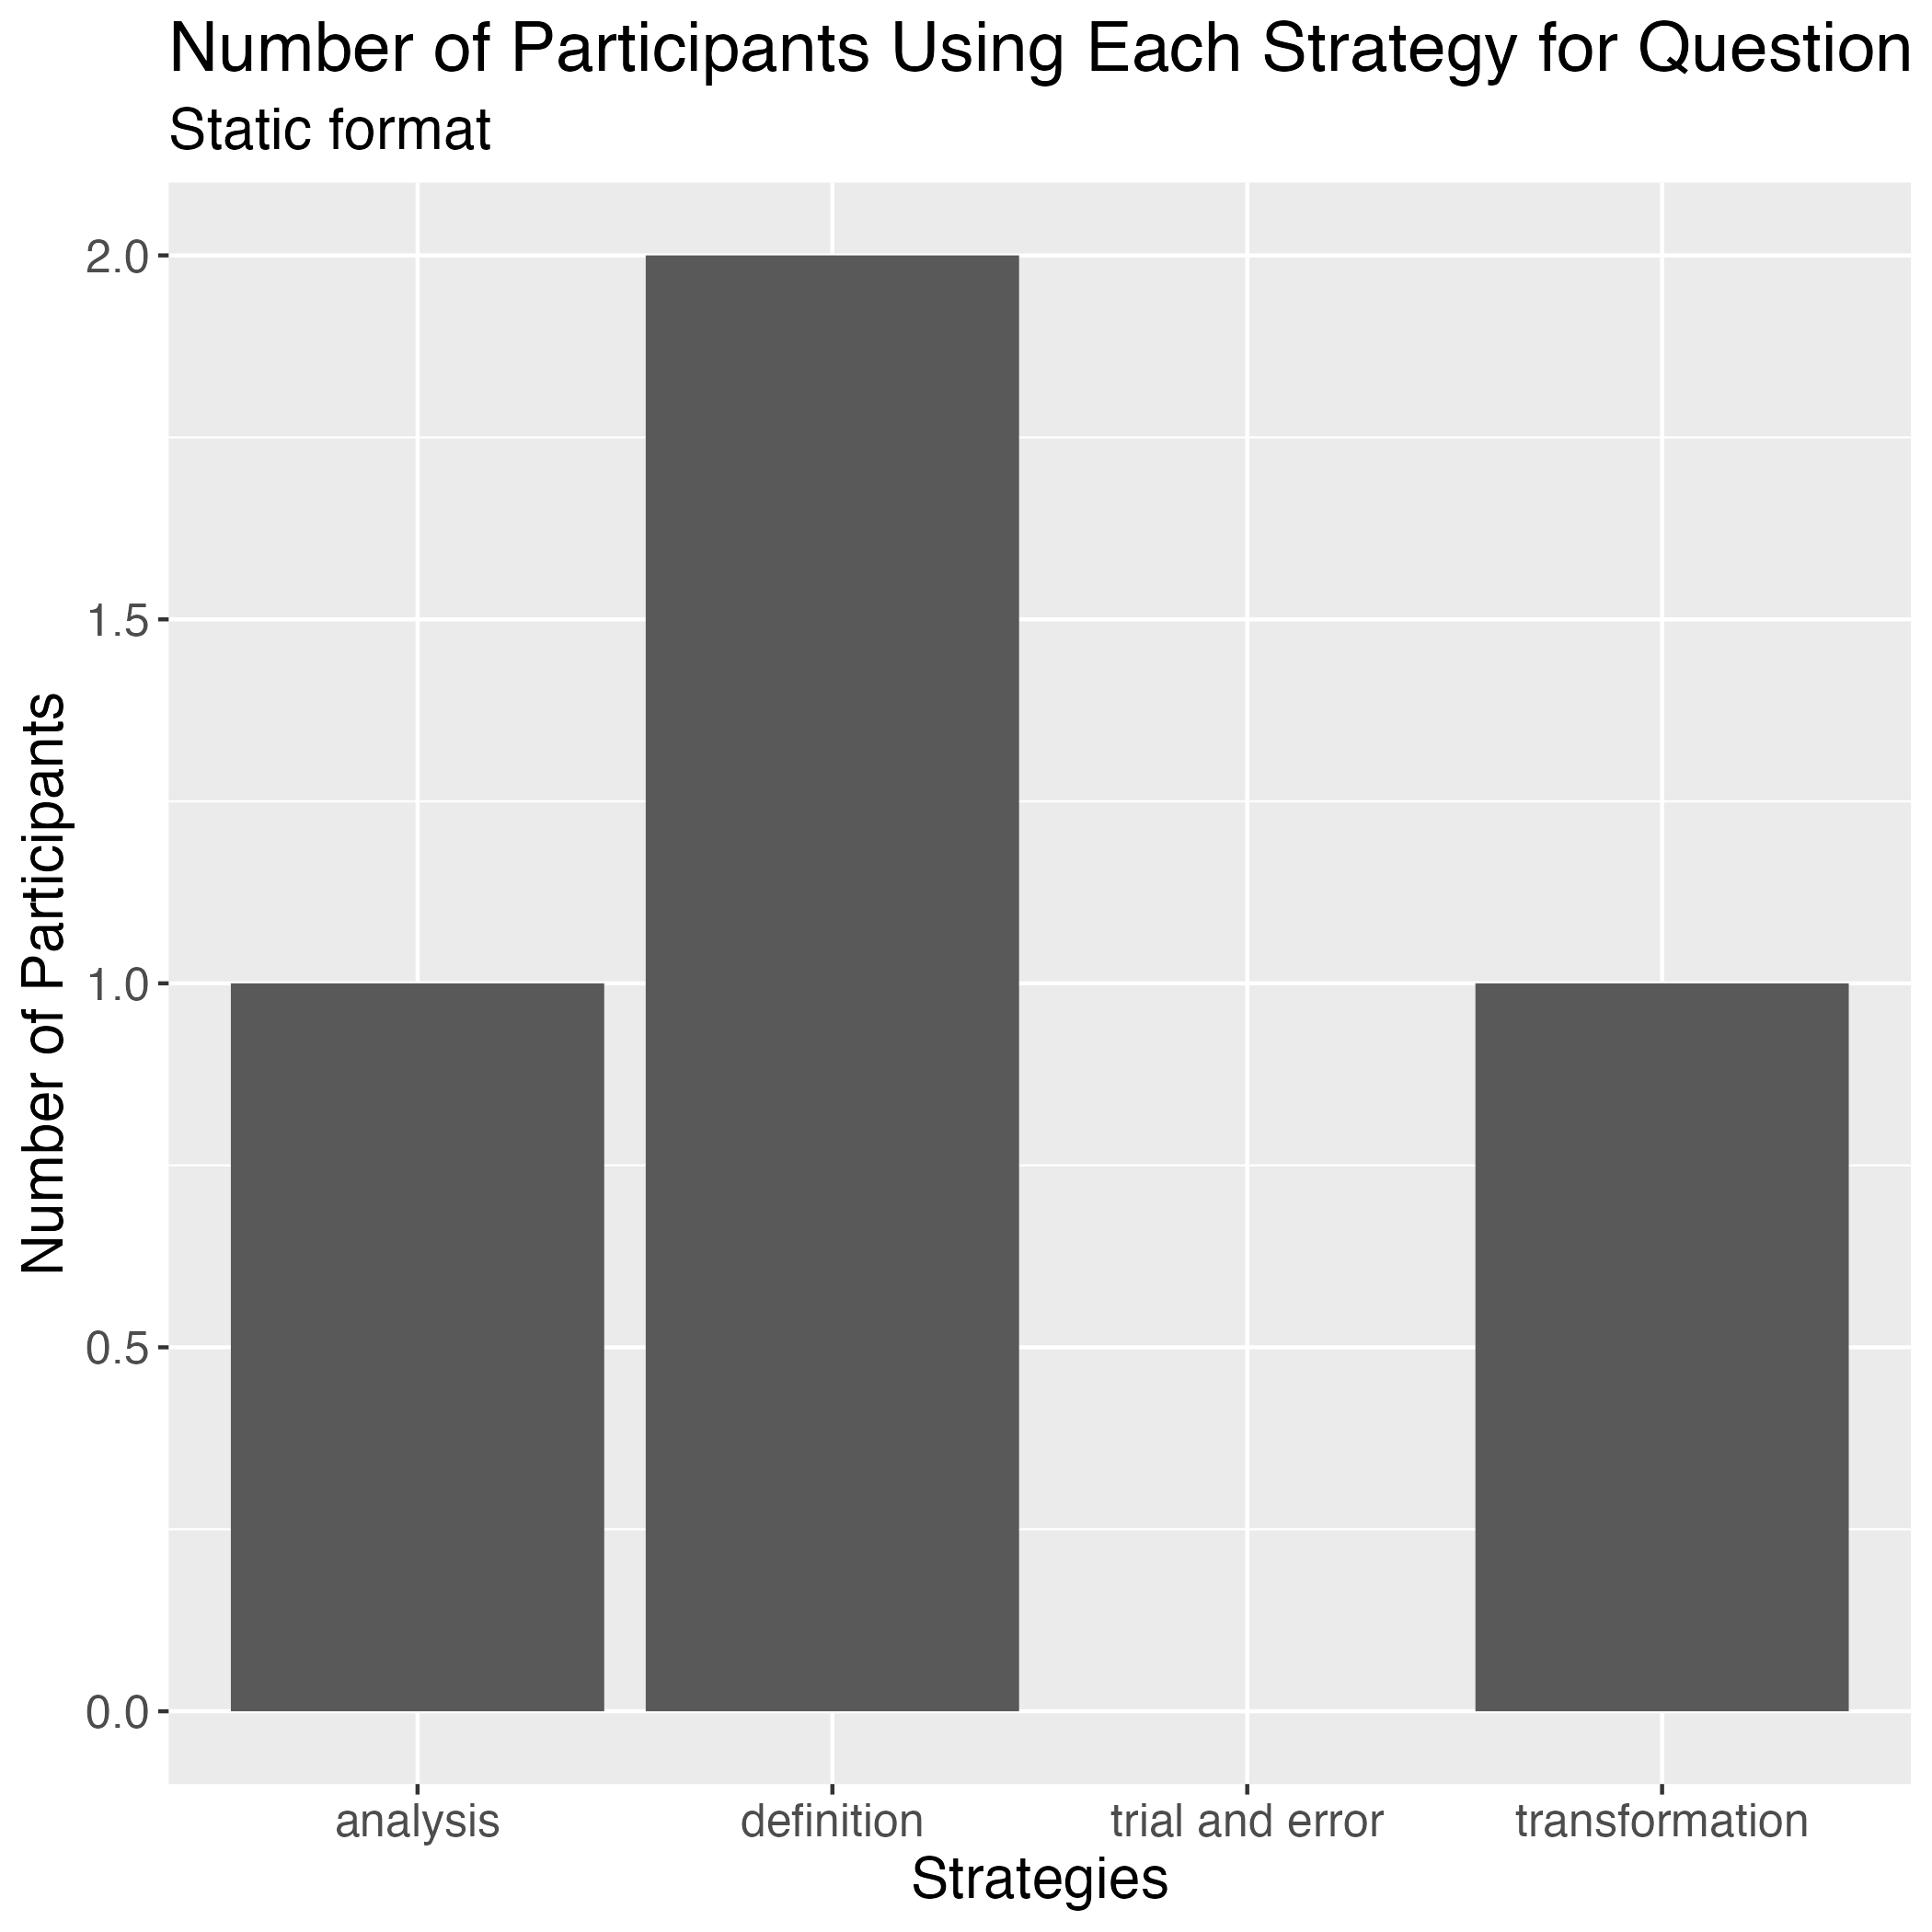 Number of Participants Using Each Strategy for Question
Static format
2.0
1.5
1.0
0.5
0.0
Number of Participants
analysis
definition
trial and error
transformation
Strategies